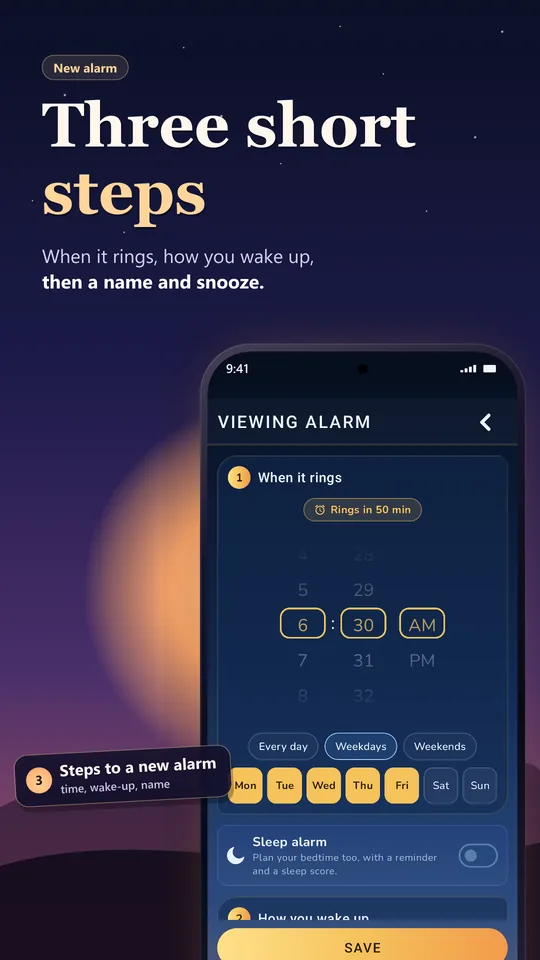 New alarm
Three short
steps
When it rings, how you wake up,
then a name and snooze.
9:41
VIEWING ALARM
1 When it rings
Rings in 50 min
4 28
5 29
6 : 30 AM
7 31 PM
8 32
Every day Weekdays Weekends
Mon Tue Wed Thu Fri Sat Sun
3 Steps to a new alarm
time, wake-up, name
Sleep alarm
Plan your bedtime too, with a reminder
and a sleep score.
2 How you wake up
SAVE